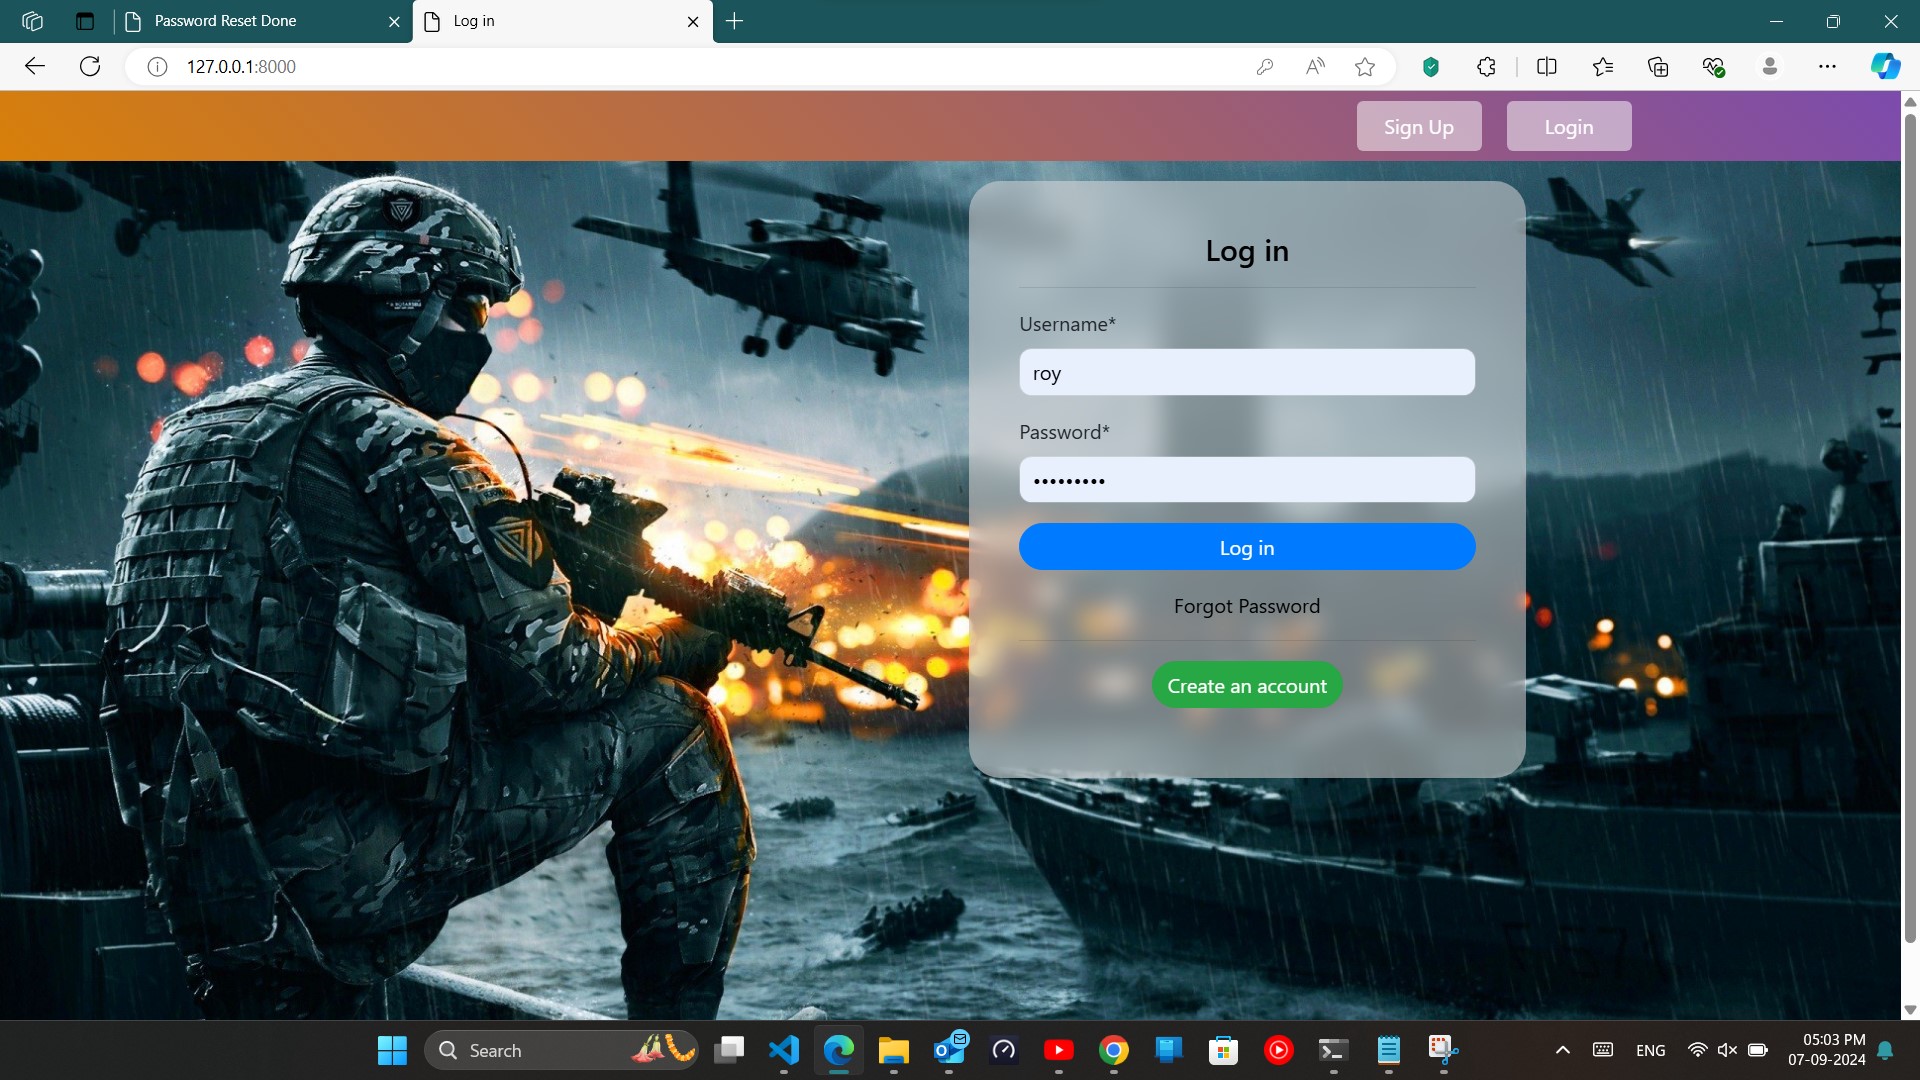 Password Reset Done
Log in
127.0.0.1:8000
Sign Up
Login
Log in
Username*
roy
Password*
•••••••••
Log in
Forgot Password
Create an account
Search
ENG
05:03 PM
07-09-2024